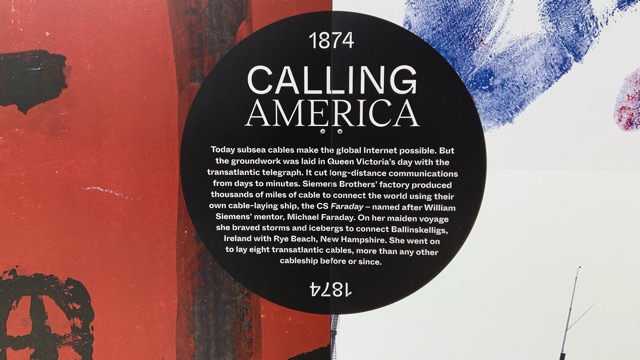 1874
CALLING
AMERICA
Today subsea cables make the global Internet possible. But
the groundwork was laid in Queen Victoria's day with the
transatlantic telegraph. It cut long-distance communications
from days to minutes. Siemens Brothers' factory produced
thousands of miles of cable to connect the world using their
own cable-laying ship, the CS Faraday – named after William
Siemens' mentor, Michael Faraday. On her maiden voyage
she braved storms and icebergs to connect Ballinskelligs,
Ireland with Rye Beach, New Hampshire. She went on
to lay eight transatlantic cables, more than any other
cableship before or since.
1874